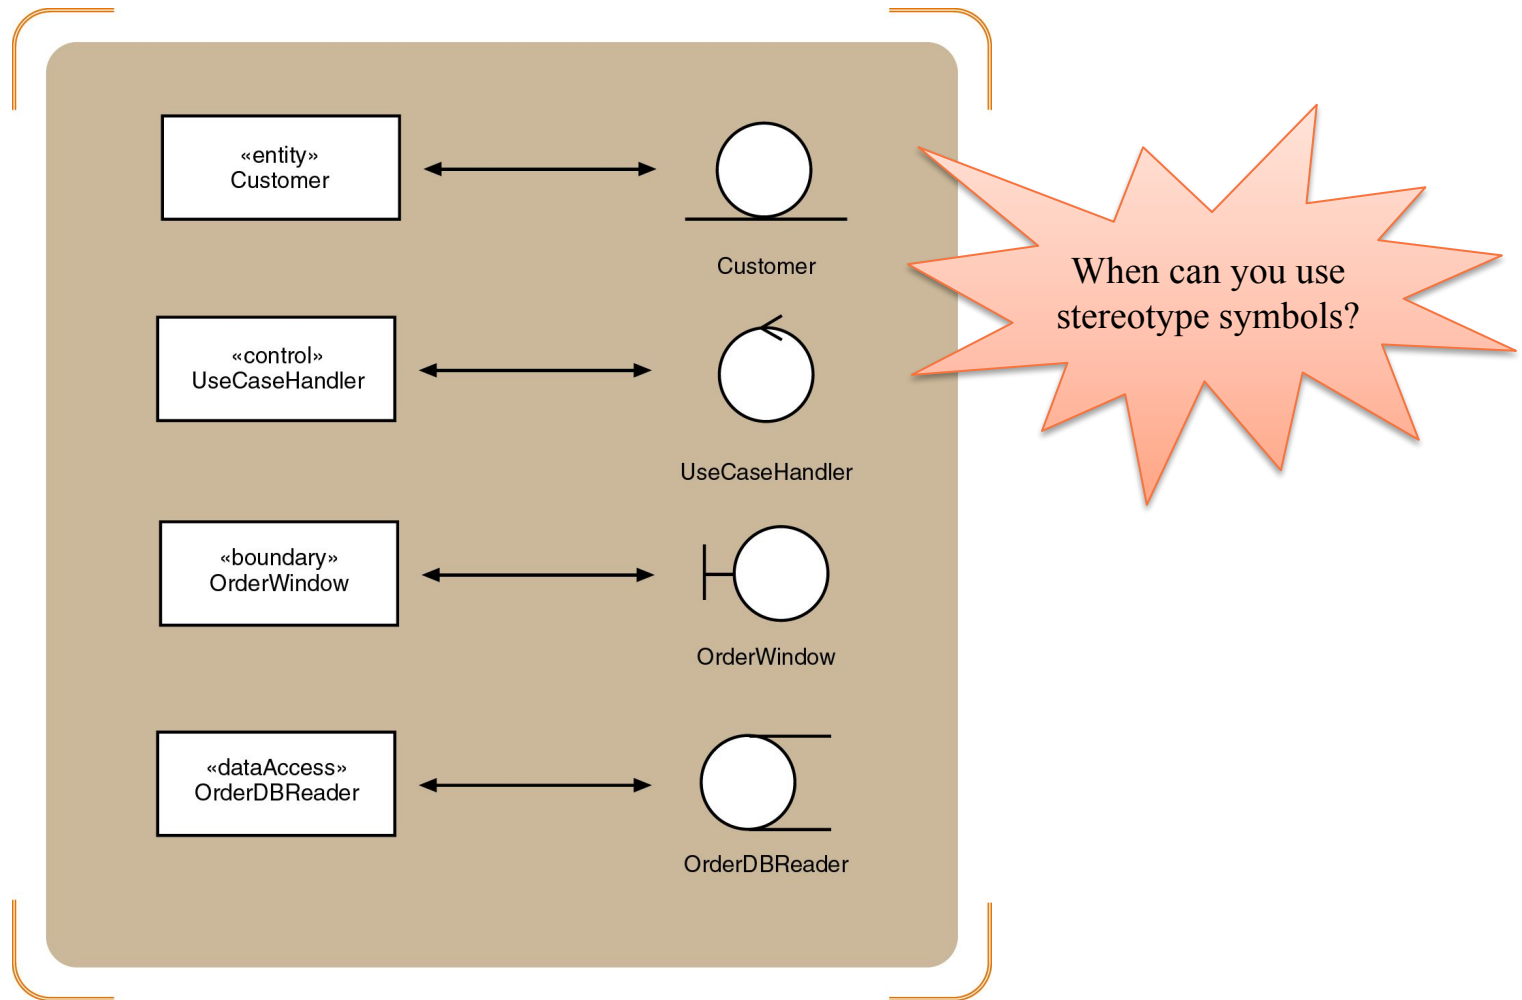 «entity»
Customer
Customer
«control»
UseCaseHandler
UseCaseHandler
«boundary»
OrderWindow
OrderWindow
«dataAccess»
OrderDBReader
OrderDBReader
When can you use
stereotype symbols?